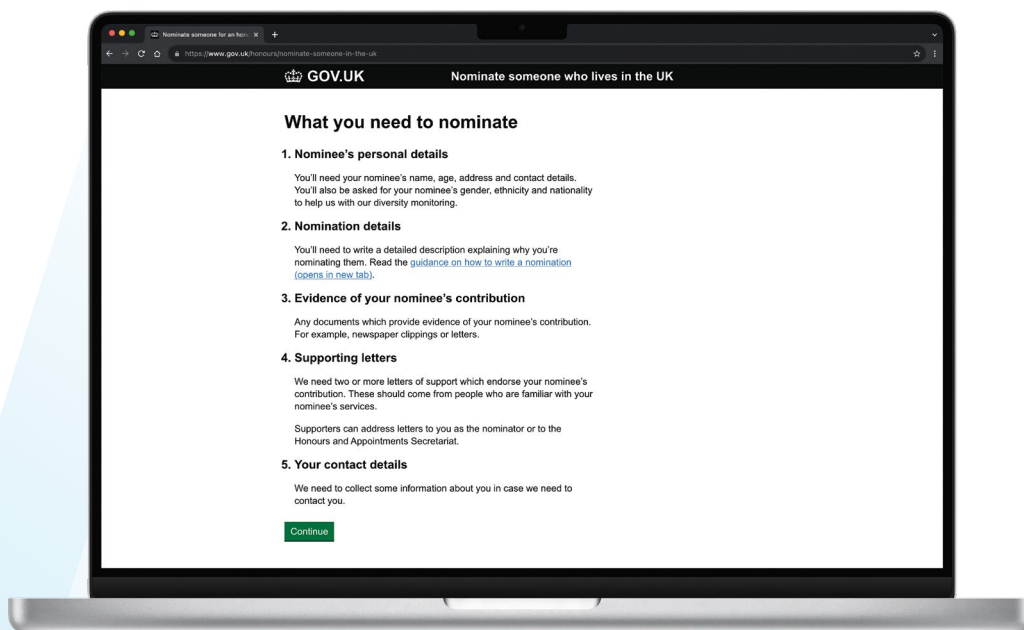 Nominate someone for an hono
https://www.gov.uk/honours/nominate-someone-in-the-uk
GOV.UK
Nominate someone who lives in the UK
What you need to nominate
1. Nominee’s personal details
You’ll need your nominee’s name, age, address and contact details.
You’ll also be asked for your nominee’s gender, ethnicity and nationality
to help us with our diversity monitoring.
2. Nomination details
You’ll need to write a detailed description explaining why you’re
nominating them. Read the guidance on how to write a nomination
(opens in new tab).
3. Evidence of your nominee’s contribution
Any documents which provide evidence of your nominee’s contribution.
For example, newspaper clippings or letters.
4. Supporting letters
We need two or more letters of support which endorse your nominee’s
contribution. These should come from people who are familiar with your
nominee’s services.
Supporters can address letters to you as the nominator or to the
Honours and Appointments Secretariat.
5. Your contact details
We need to collect some information about you in case we need to
contact you.
Continue